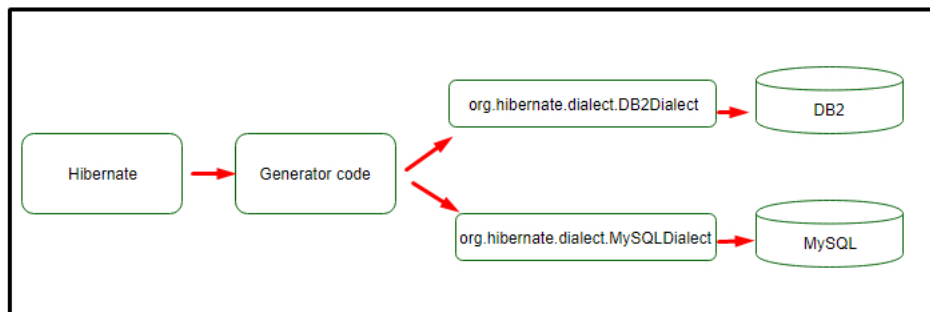 org.hibernate.dialect.DB2Dialect
DB2
Hibernate
Generator code
org.hibernate.dialect.MySQLDialect
MySQL